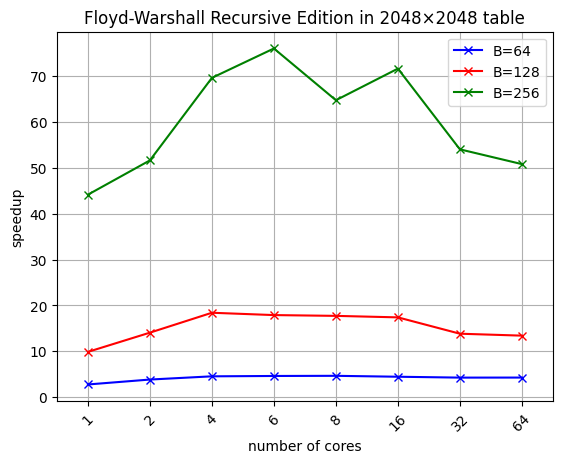 Floyd-Warshall Recursive Edition in 2048×2048 table
B=64
B=128
B=256
speedup
70
60
50
40
30
20
10
0
1
2
4
6
8
16
32
64
number of cores